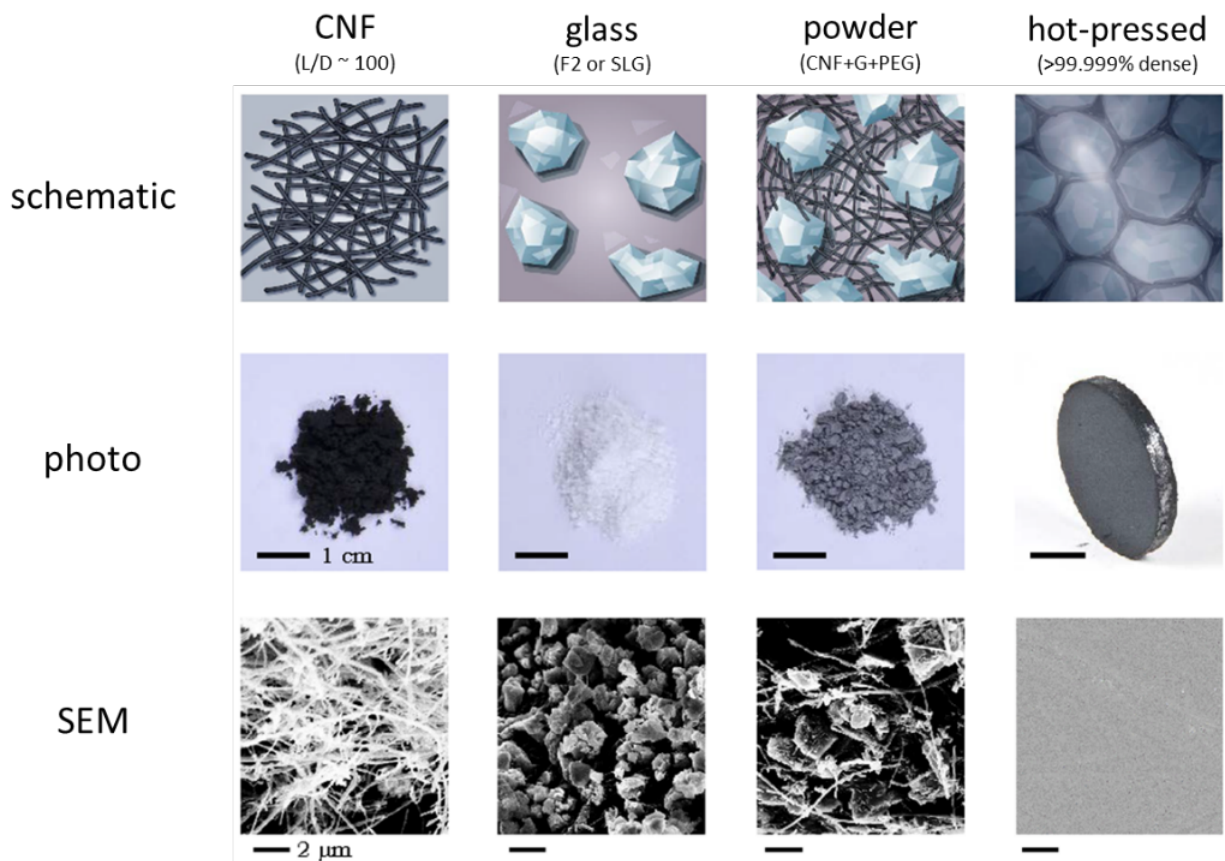 CNF
(L/D ~ 100)
glass
(F2 or SLG)
powder
(CNF+G+PEG)
hot-pressed
(>99.999% dense)
schematic
photo
1 cm
SEM
2 μm